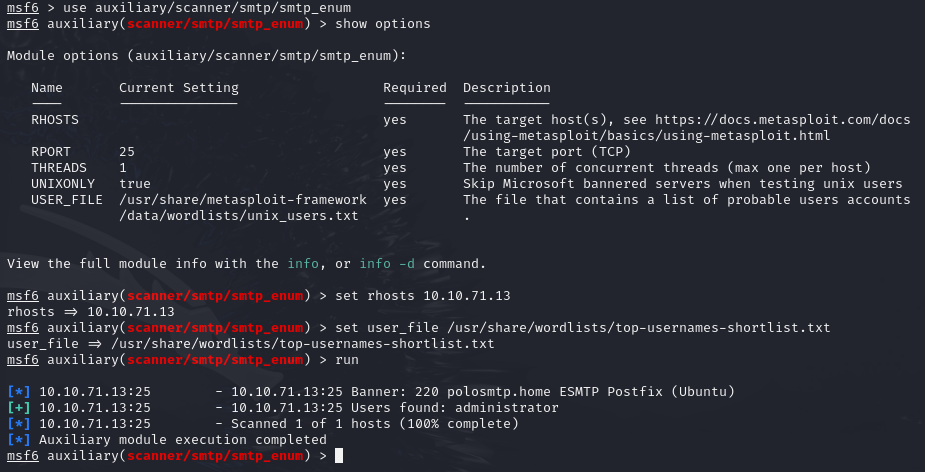 msf6 > use auxiliary/scanner/smtp/smtp_enum
msf6 auxiliary(scanner/smtp/smtp_enum) > show options
Module options (auxiliary/scanner/smtp/smtp_enum):
Name Current Setting Required Description
---- --------------- -------- -----------
RHOSTS yes The target host(s), see https://docs.metasploit.com/docs
/using-metasploit/basics/using-metasploit.html
RPORT 25 yes The target port (TCP)
THREADS 1 yes The number of concurrent threads (max one per host)
UNIXONLY true yes Skip Microsoft bannered servers when testing unix users
USER_FILE /usr/share/metasploit-framework yes The file that contains a list of probable users accounts
/data/wordlists/unix_users.txt .
View the full module info with the info, or info -d command.
msf6 auxiliary(scanner/smtp/smtp_enum) > set rhosts 10.10.71.13
rhosts => 10.10.71.13
msf6 auxiliary(scanner/smtp/smtp_enum) > set user_file /usr/share/wordlists/top-usernames-shortlist.txt
user_file => /usr/share/wordlists/top-usernames-shortlist.txt
msf6 auxiliary(scanner/smtp/smtp_enum) > run
[*] 10.10.71.13:25 - 10.10.71.13:25 Banner: 220 polosmtp.home ESMTP Postfix (Ubuntu)
[+] 10.10.71.13:25 - 10.10.71.13:25 Users found: administrator
[*] 10.10.71.13:25 - Scanned 1 of 1 hosts (100% complete)
[*] Auxiliary module execution completed
msf6 auxiliary(scanner/smtp/smtp_enum) >